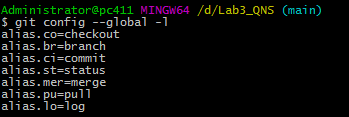 Administrator@pc411 MINGW64 /d/Lab3_QNS (main)
$ git config --global -l
alias.co=checkout
alias.br=branch
alias.ci=commit
alias.st=status
alias.mer=merge
alias.pu=pull
alias.lo=log